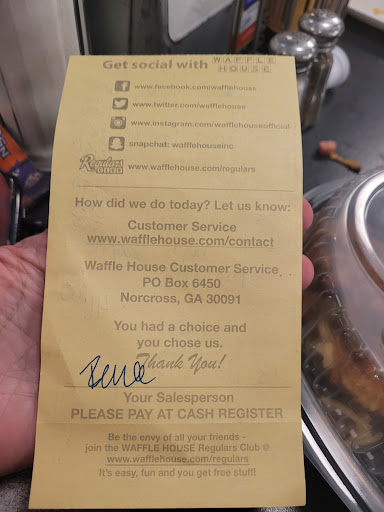 Get social with WAFFLE HOUSE
www.facebook.com/wafflehouse
www.twitter.com/wafflehouse
www.instagram.com/wafflehouseofficial
snapchat: wafflehouseinc
Regulars CLUB www.wafflehouse.com/regulars
How did we do today? Let us know:
Customer Service
www.wafflehouse.com/contact
Waffle House Customer Service
PO Box 6450
Norcross, GA 30091
You had a choice and
you chose us.
Thank You!
Your Salesperson
PLEASE PAY AT CASH REGISTER
Be the envy of all your friends -
join the WAFFLE HOUSE Regulars Club @
www.wafflehouse.com/regulars
It's easy, fun and you get free stuff!